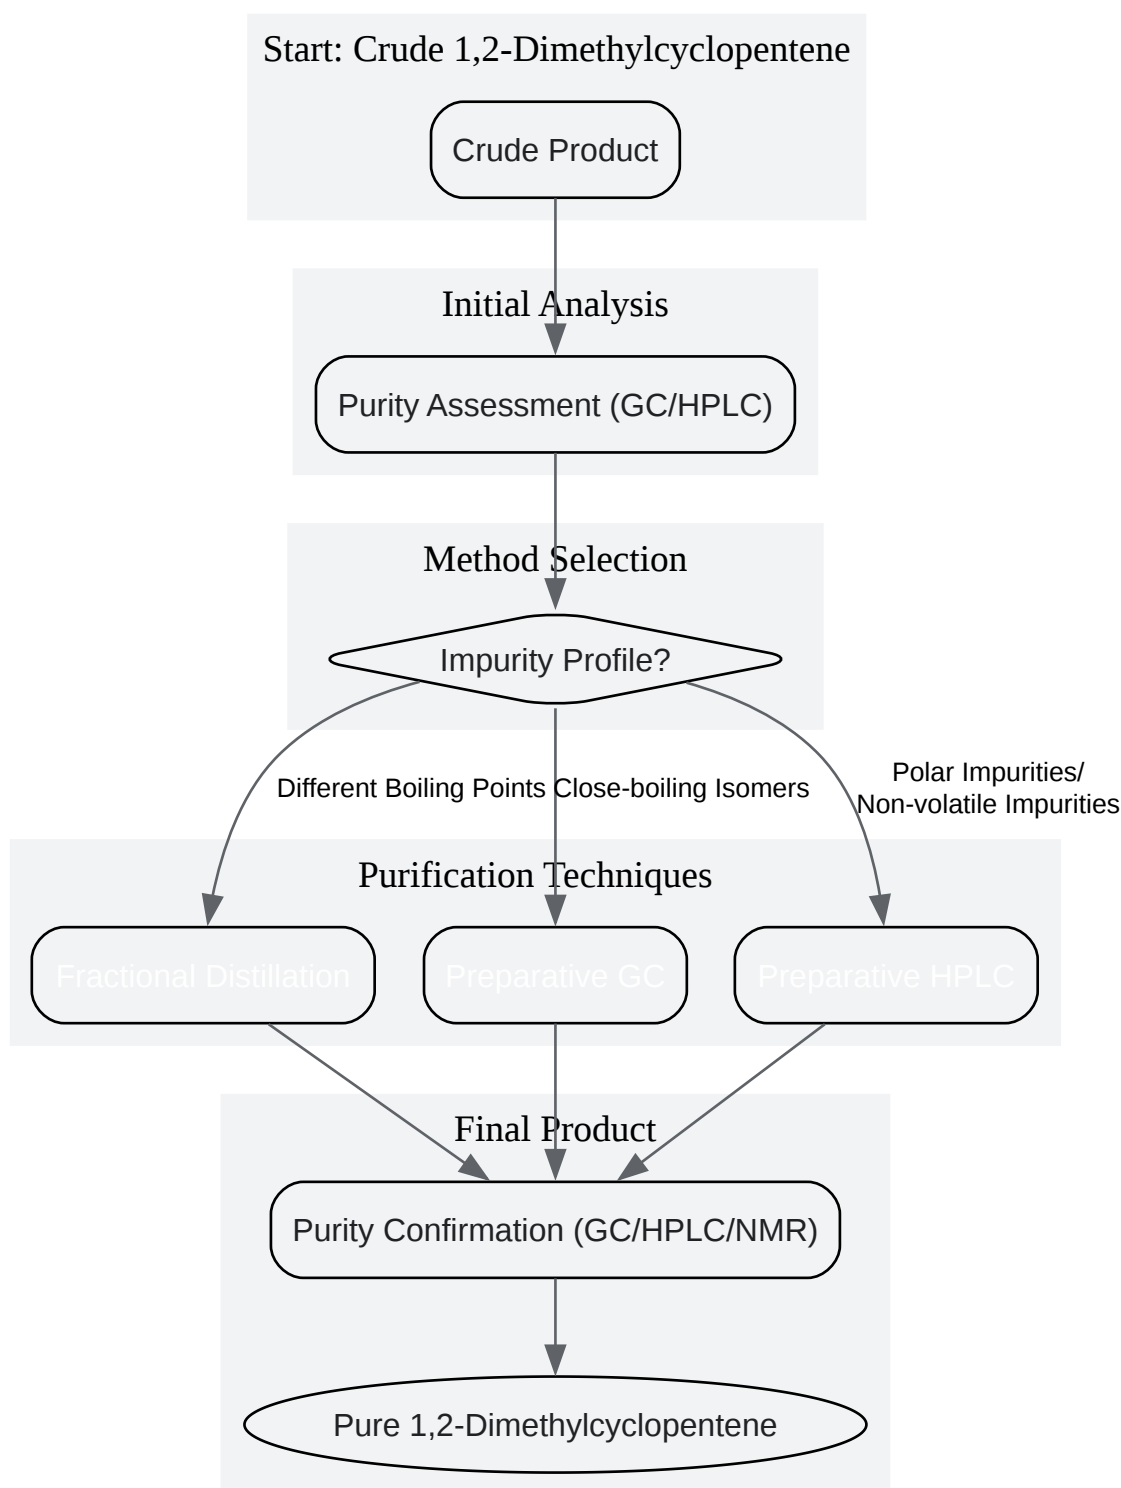 Start: Crude 1,2-Dimethylcyclopentene
Crude Product
Initial Analysis
Purity Assessment (GC/HPLC)
Method Selection
Impurity Profile?
Different Boiling Points
Close-boiling Isomers
Polar Impurities/
Non-volatile Impurities
Purification Techniques
Fractional Distillation
Preparative GC
Preparative HPLC
Final Product
Purity Confirmation (GC/HPLC/NMR)
Pure 1,2-Dimethylcyclopentene